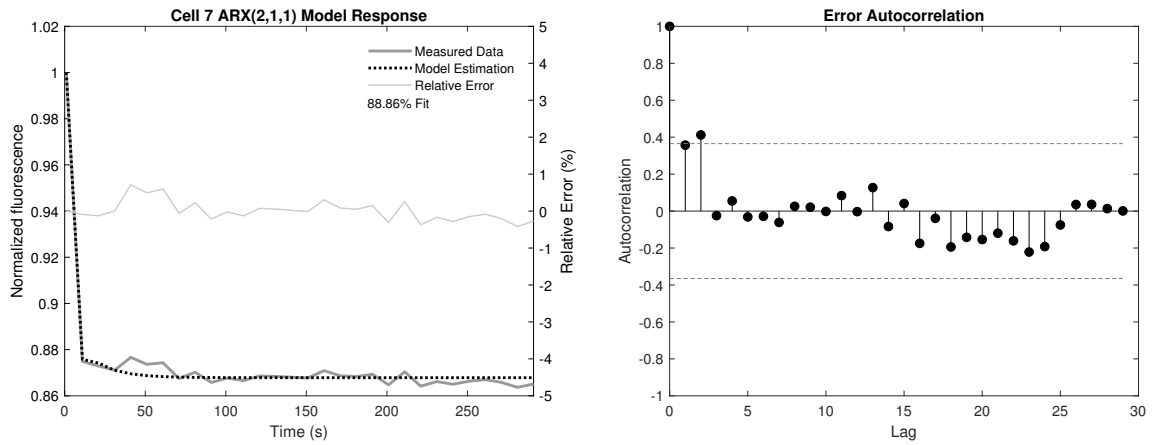 Cell 7 ARX(2,1,1) Model Response
1.02
1
0.98
0.96
0.94
0.92
0.9
0.88
0.86
Normalized fluorescence
Measured Data
Model Estimation
Relative Error
88.86% Fit
5
4
3
2
1
0
-1
-2
-3
-4
-5
Relative Error (%)
0 50 100 150 200 250
Time (s)
Error Autocorrelation
1
0.8
0.6
0.4
0.2
0
-0.2
-0.4
-0.6
-0.8
-1
Autocorrelation
0 5 10 15 20 25 30
Lag